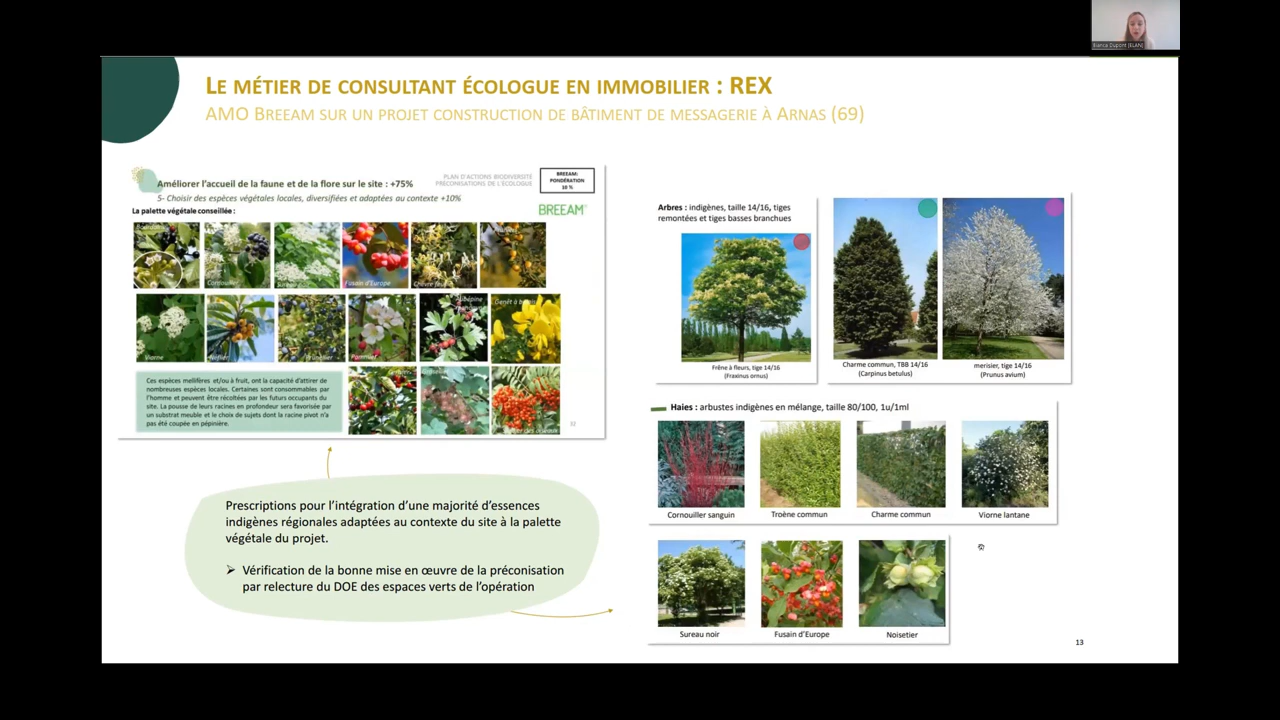 Bianca Dupont (ELAN)
LE MÉTIER DE CONSULTANT ÉCOLOGUE EN IMMOBILIER : REX
AMO BREEAM SUR UN PROJET CONSTRUCTION DE BÂTIMENT DE MESSAGERIE À ARNAS (69)
Améliorer l'accueil de la faune et de la flore sur le site : +75%
PLAN D'ACTIONS BIODIVERSITÉ
PRÉCONISATIONS DE L'ÉCOLOGUE
BREEAM:
PONDÉRATION
10 %
5- Choisir des espèces végétales locales, diversifiées et adaptées au contexte +10%
La palette végétale conseillée :
BREEAM
Cornouiller
Fusain d'Europe
Viorne
Genêt à balais
Ces espèces mellifères et/ou à fruit, ont la capacité d'attirer de
nombreuses espèces locales. Certaines sont consommables par
l'homme et peuvent être récoltées par les futurs occupants du
site. La pousse de leurs racines en profondeur sera favorisée par
un substrat meuble et le choix de sujets dont la racine pivot n'a
pas été coupée en pépinière.
Prescriptions pour l'intégration d'une majorité d'essences
indigènes régionales adaptées au contexte du site à la palette
végétale du projet.
➢ Vérification de la bonne mise en œuvre de la préconisation
par relecture du DOE des espaces verts de l'opération
Arbres : indigènes, taille 14/16, tiges
remontées et tiges basses branchues
Frêne à fleurs, tige 14/16
(Fraxinus ornus)
Charme commun, TBB 14/16
(Carpinus betulus)
merisier, tige 14/16
(Prunus avium)
Haies : arbustes indigènes en mélange, taille 80/100, 1u/1ml
Cornouiller sanguin
Troène commun
Charme commun
Viorne lantane
Sureau noir
Fusain d'Europe
Noisetier
13